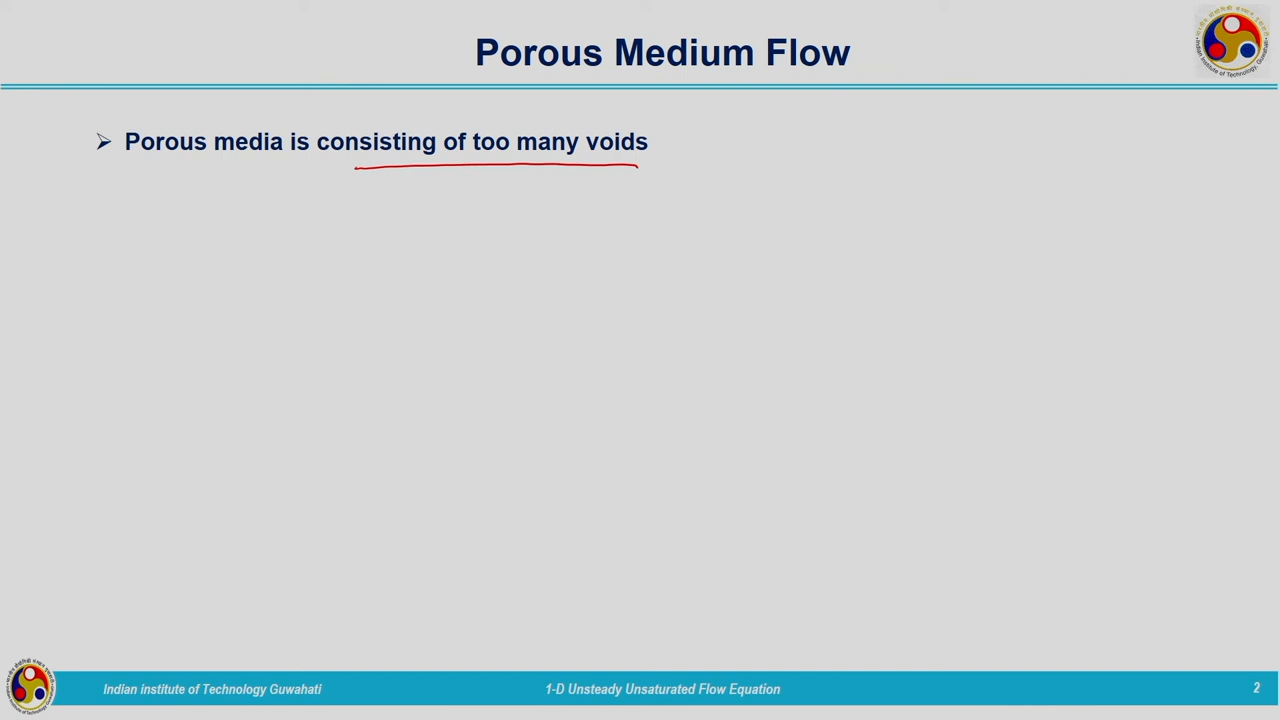 Porous Medium Flow
➢ Porous media is consisting of too many voids
Indian institute of Technology Guwahati
1-D Unsteady Unsaturated Flow Equation
2